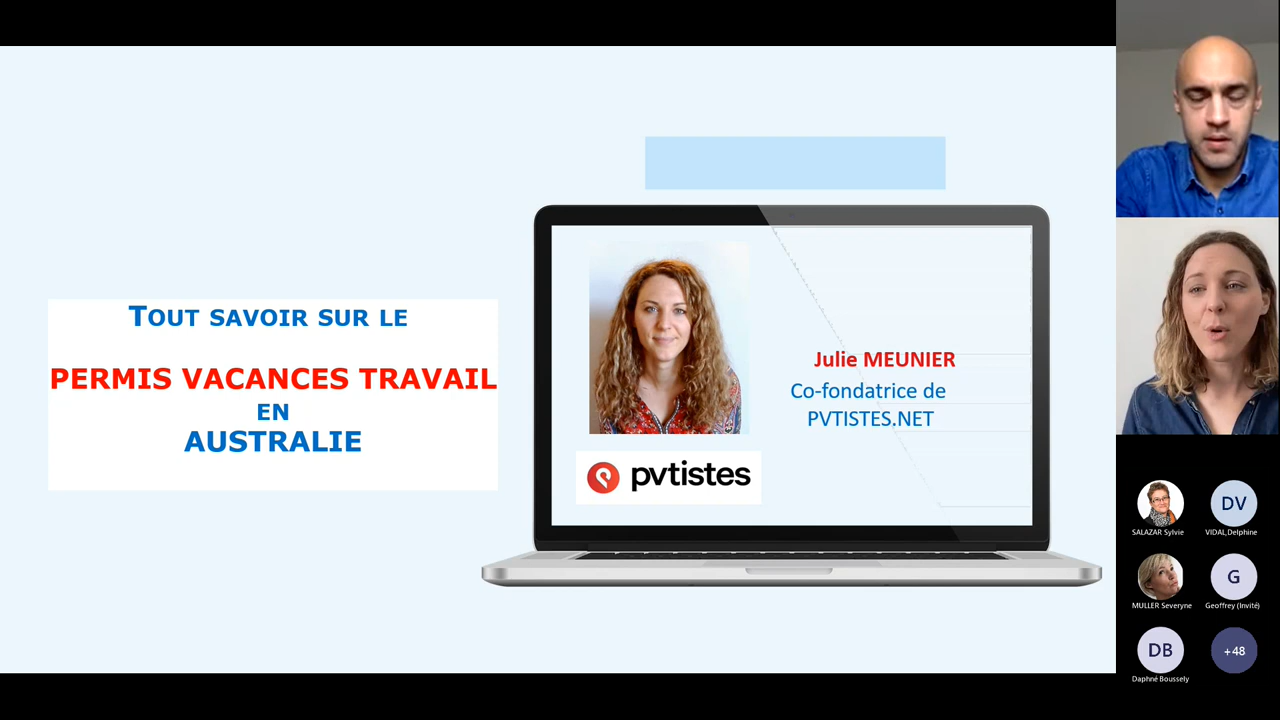 TOUT SAVOIR SUR LE
PERMIS VACANCES TRAVAIL
EN
AUSTRALIE
Julie MEUNIER
Co-fondatrice de
PVTISTES.NET
pvtistes
SALAZAR Sylvie
DV
VIDAL,Delphine
MULLER Severyne
G
Geoffrey (Invité)
DB
Daphné Boussely
+48